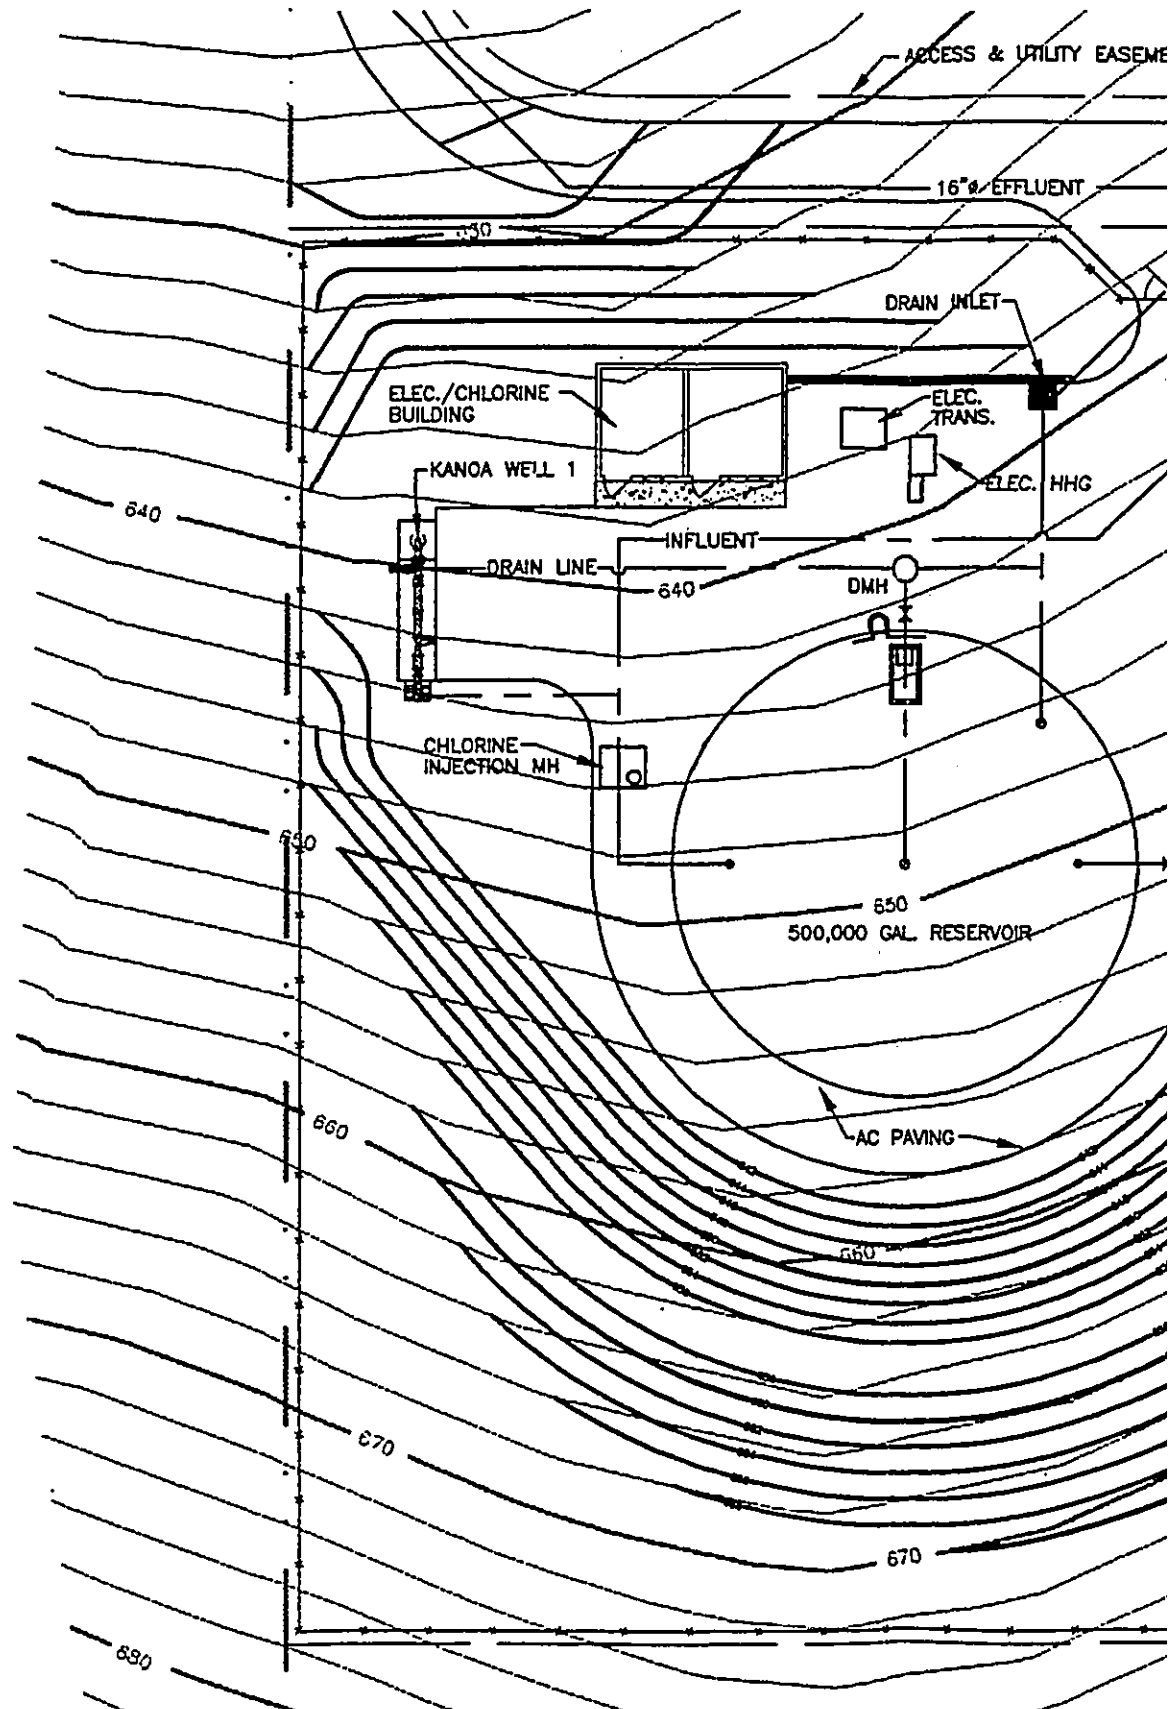 ACCESS & UTILITY EASEME
16"ø EFFLUENT
630
DRAIN INLET
ELEC./CHLORINE
BUILDING
ELEC.
TRANS.
KANOA WELL 1
ELEC. HHG
640
INFLUENT
DRAIN LINE
640
DMH
CHLORINE
INJECTION MH
650
650
500,000 GAL. RESERVOIR
660
AC PAVING
660
670
670
680